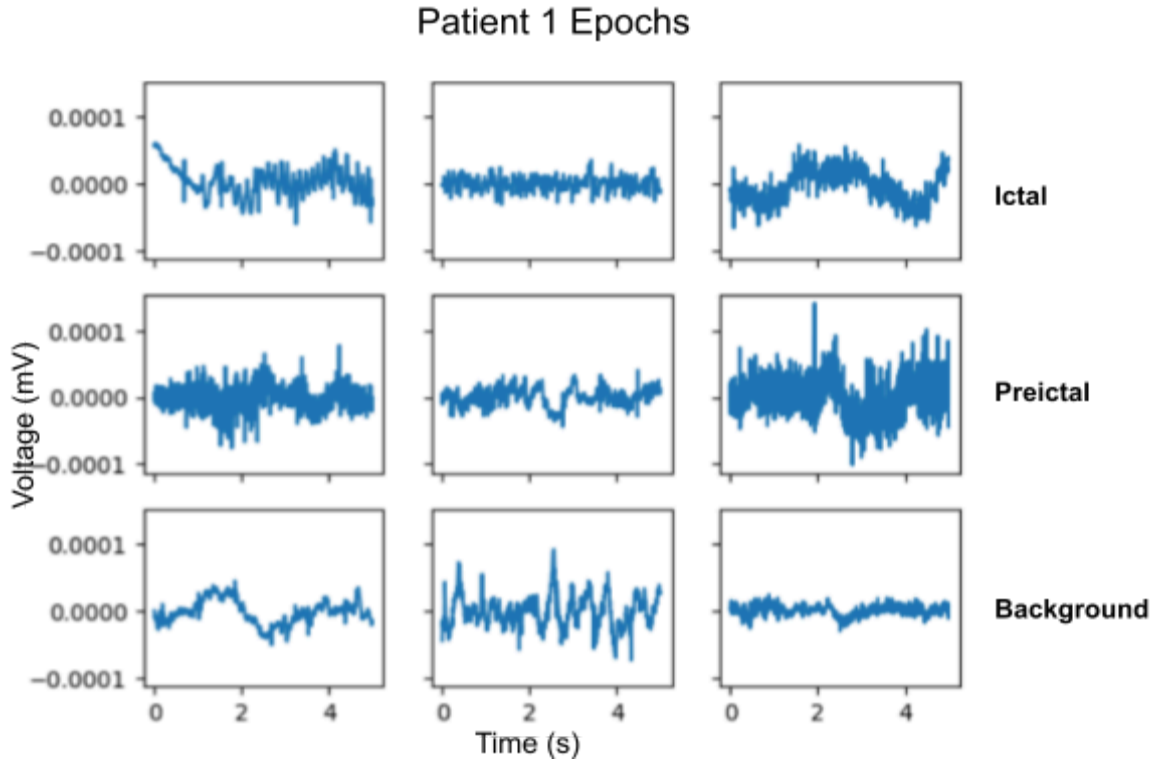 Patient 1 Epochs
0.0001
0.0000
−0.0001
Ictal
0.0001
0.0000
−0.0001
Preictal
0.0001
0.0000
−0.0001
Background
0 2 4 0 2 4 0 2 4
Voltage (mV)
Time (s)